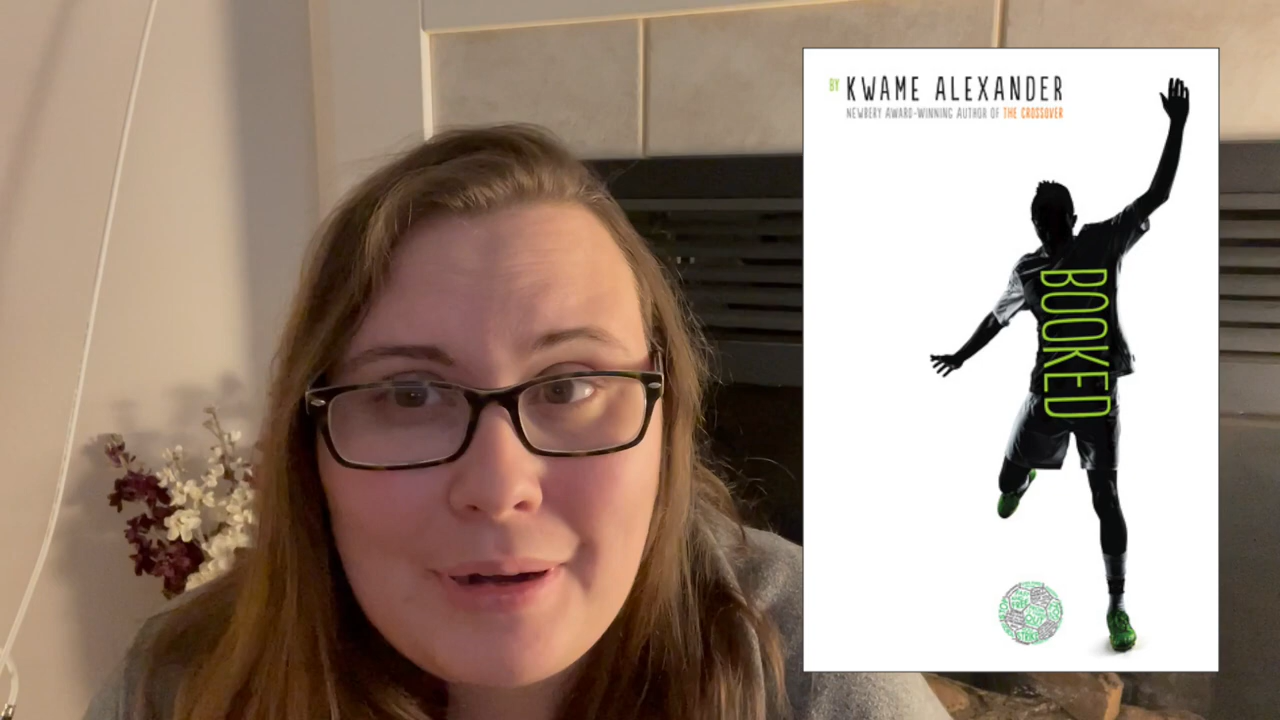 BY KWAME ALEXANDER
NEWBERY AWARD-WINNING AUTHOR OF THE CROSSOVER
BOOKED